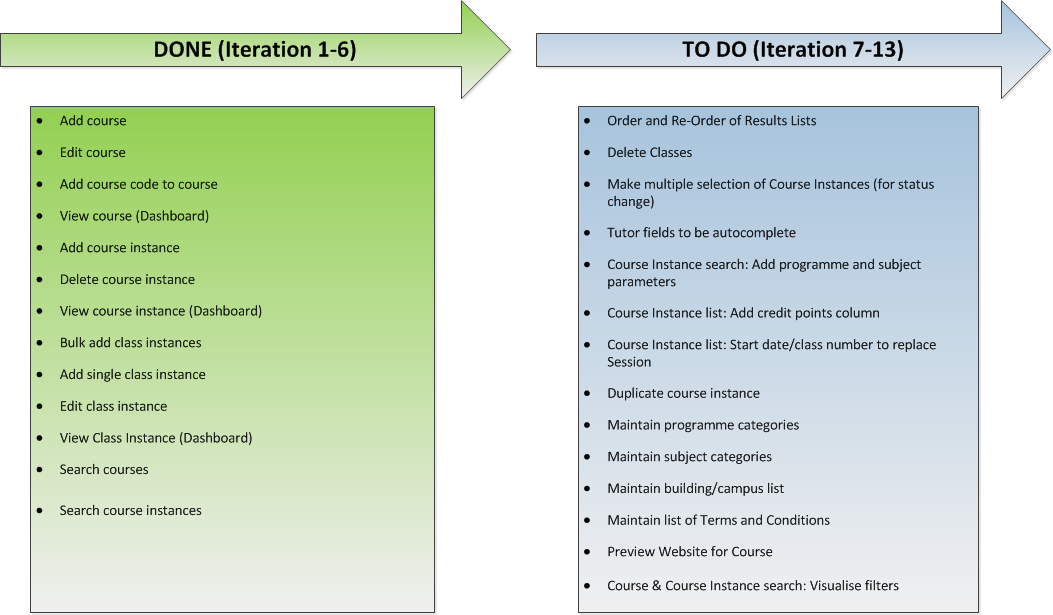 DONE (Iteration 1-6)
• Add course
• Edit course
• Add course code to course
• View course (Dashboard)
• Add course instance
• Delete course instance
• View course instance (Dashboard)
• Bulk add class instances
• Add single class instance
• Edit class instance
• View Class Instance (Dashboard)
• Search courses
• Search course instances
TO DO (Iteration 7-13)
• Order and Re-Order of Results Lists
• Delete Classes
• Make multiple selection of Course Instances (for status
change)
• Tutor fields to be autocomplete
• Course Instance search: Add programme and subject
parameters
• Course Instance list: Add credit points column
• Course Instance list: Start date/class number to replace
Session
• Duplicate course instance
• Maintain programme categories
• Maintain subject categories
• Maintain building/campus list
• Maintain list of Terms and Conditions
• Preview Website for Course
• Course & Course Instance search: Visualise filters